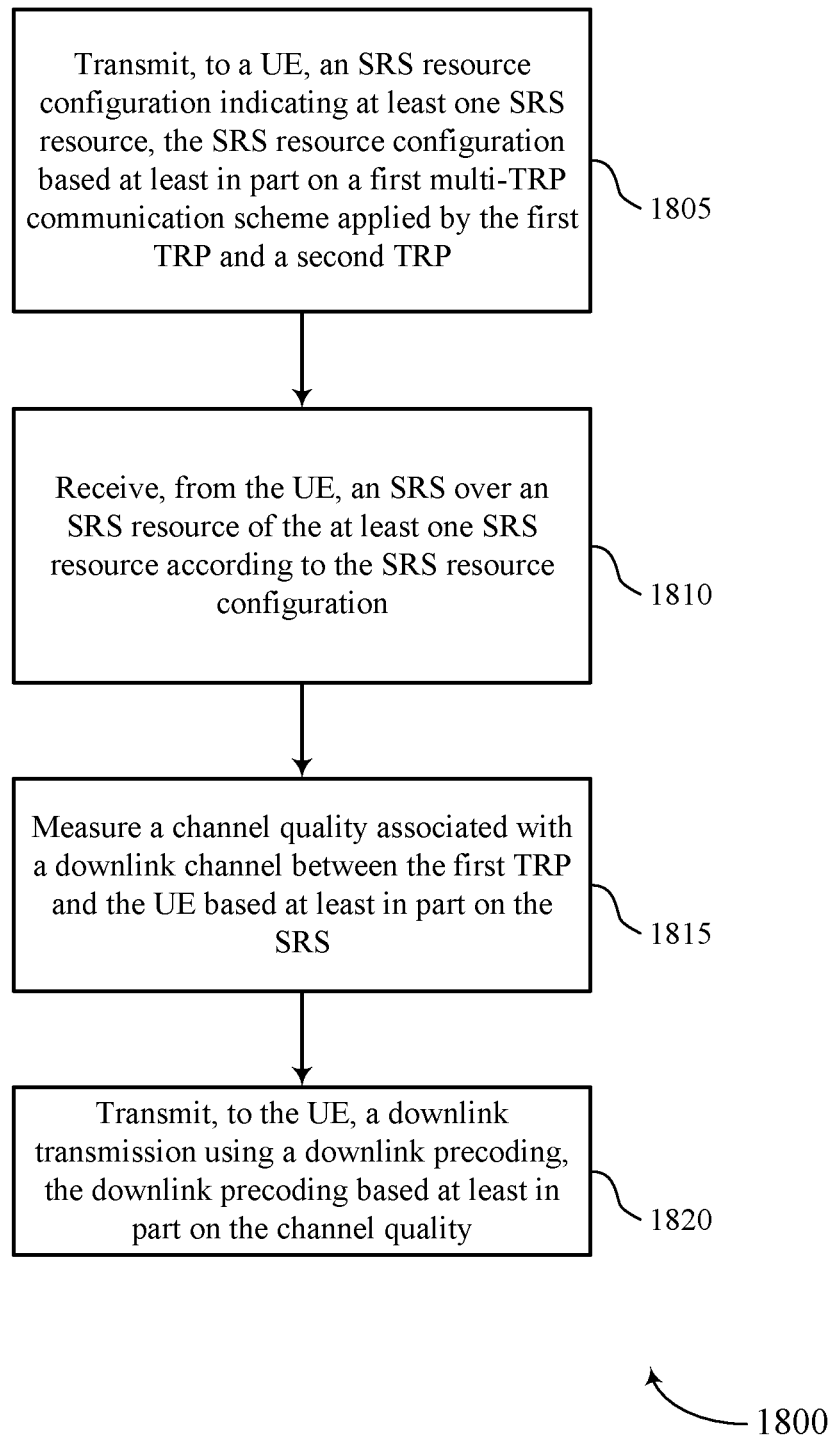 Transmit, to a UE, an SRS resource
configuration indicating at least one SRS
resource, the SRS resource configuration
based at least in part on a first multi-TRP
communication scheme applied by the first
TRP and a second TRP
1805
Receive, from the UE, an SRS over an
SRS resource of the at least one SRS
resource according to the SRS resource
configuration
1810
Measure a channel quality associated with
a downlink channel between the first TRP
and the UE based at least in part on the
SRS
1815
Transmit, to the UE, a downlink
transmission using a downlink precoding,
the downlink precoding based at least in
part on the channel quality
1820
1800